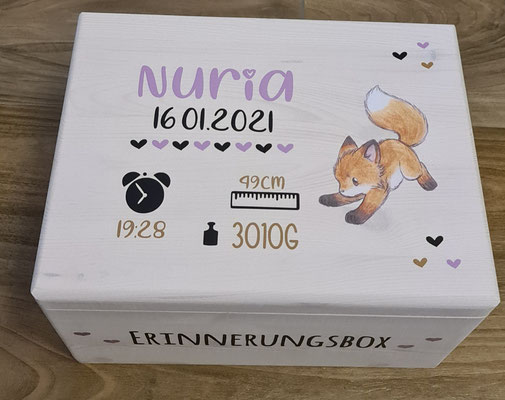 Nuria
16.01.2021
49cm
19:28
3010G
ERINNERUNGSBOX